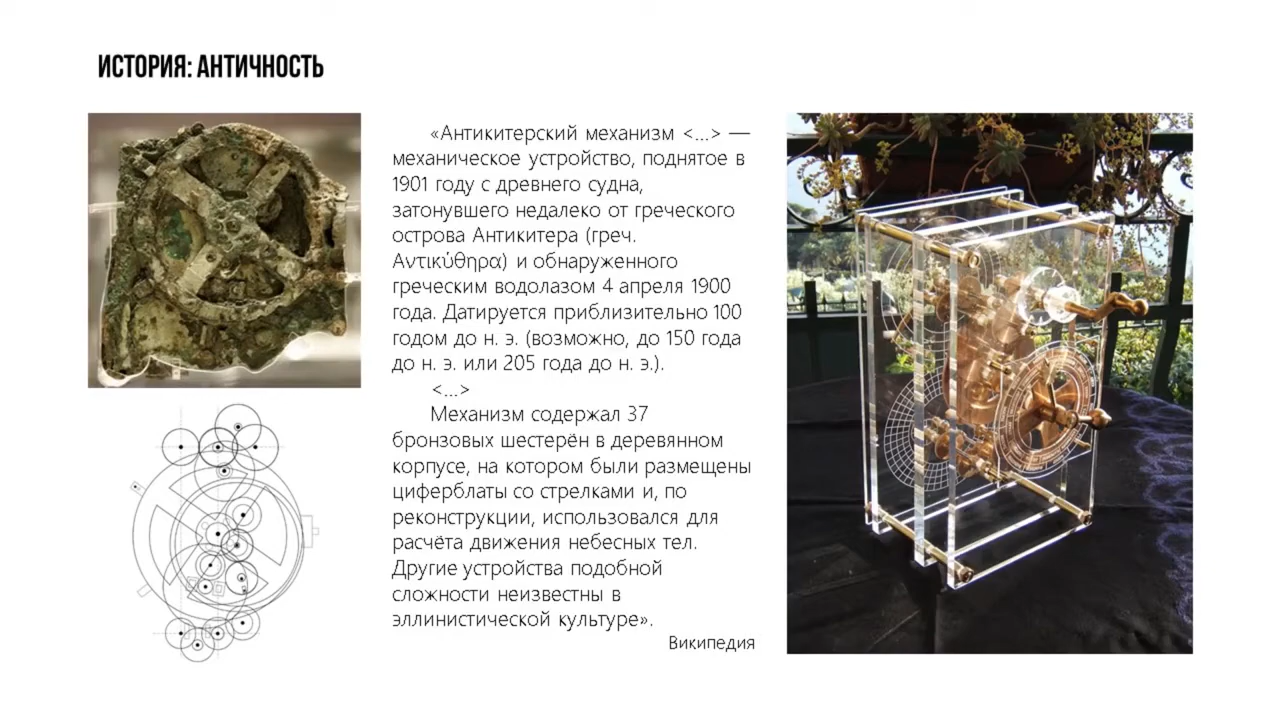 ИСТОРИЯ: АНТИЧНОСТЬ
«Антикитерский механизм <...> —
механическое устройство, поднятое в
1901 году с древнего судна,
затонувшего недалеко от греческого
острова Антикитера (греч.
Αντικύθηρα) и обнаруженного
греческим водолазом 4 апреля 1900
года. Датируется приблизительно 100
годом до н. э. (возможно, до 150 года
до н. э. или 205 года до н. э.).
<...>
Механизм содержал 37
бронзовых шестерён в деревянном
корпусе, на котором были размещены
циферблаты со стрелками и, по
реконструкции, использовался для
расчёта движения небесных тел.
Другие устройства подобной
сложности неизвестны в
эллинистической культуре».
Википедия